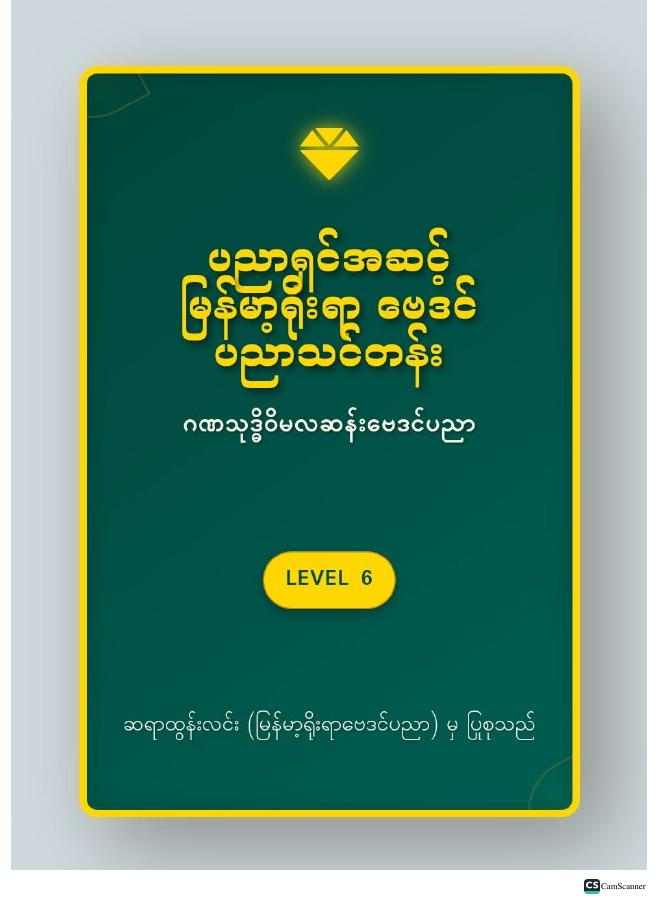 ပညာရှင်အဆင့်
မြန်မာ့ရိုးရာ ဗေဒင်
ပညာသင်တန်း
ဂဏသုဒ္ဓိဝိမလဆန်းဗေဒင်ပညာ
LEVEL 6
ဆရာထွန်းလင်း (မြန်မာ့ရိုးရာဗေဒင်ပညာ) မှ ပြုစုသည်
CS CamScanner